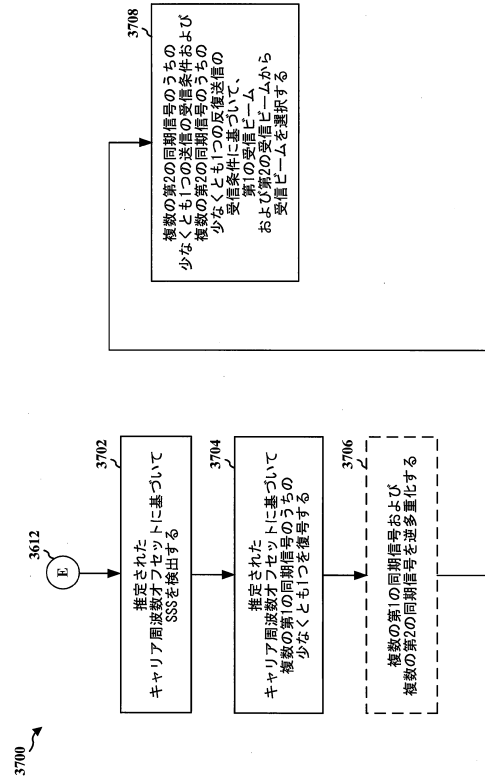 3700
3612
E
3702
推定された
キャリア周波数オフセットに基づいて
SSSを検出する
3704
推定された
キャリア周波数オフセットに基づいて
複数の第1の同期信号のうちの
少なくとも1つを復号する
3706
複数の第1の同期信号および
複数の第2の同期信号を逆多重化する
3708
複数の第2の同期信号のうちの
少なくとも1つの送信の受信条件および
複数の第2の同期信号のうちの
少なくとも1つの反復送信の
受信条件に基づいて、
第1の受信ビーム
および第2の受信ビームから
受信ビームを選択する